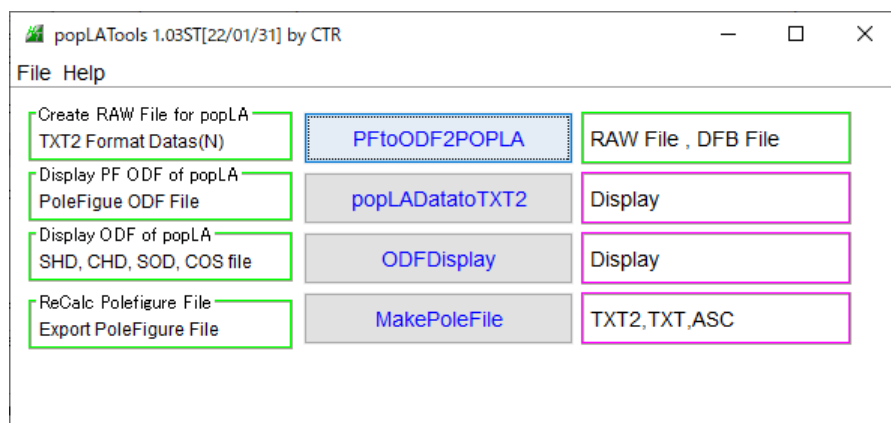 popLATools 1.03ST[22/01/31] by CTR
File Help
Create RAW File for popLA
TXT2 Format Datas(N)
PFtoODF2POPLA
RAW File , DFB File
Display PF ODF of popLA
PoleFigue ODF File
popLADatatoTXT2
Display
Display ODF of popLA
SHD, CHD, SOD, COS file
ODFDisplay
Display
ReCalc Polefigure File
Export PoleFigure File
MakePoleFile
TXT2,TXT,ASC